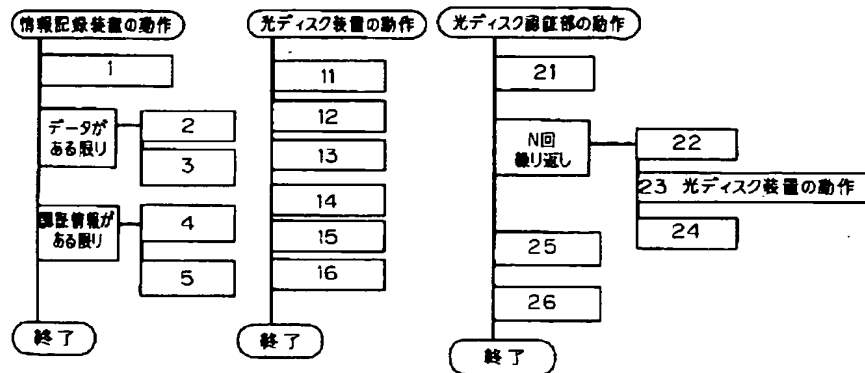 情報記録装置の動作
1
データが
ある限り
2
3
認証情報が
ある限り
4
5
終了
光ディスク装置の動作
11
12
13
14
15
16
終了
光ディスク認証部の動作
21
N回
繰り返し
22
23 光ディスク装置の動作
24
25
26
終了